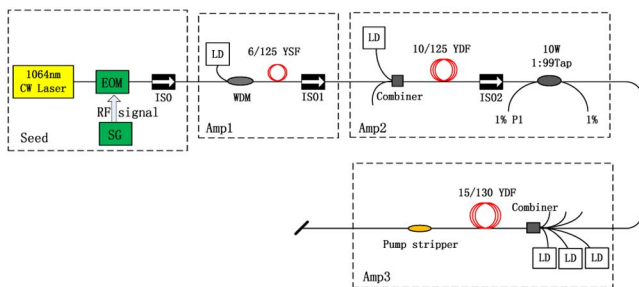 1064nm
CW Laser
EOM
ISO
RF signal
SG
Seed
LD
6/125 YSF
WDM
ISO1
Amp1
LD
10/125 YDF
Combiner
ISO2
10W
1:99Tap
1% P1
1%
Amp2
15/130 YDF
Combiner
Pump stripper
LD
LD
LD
Amp3